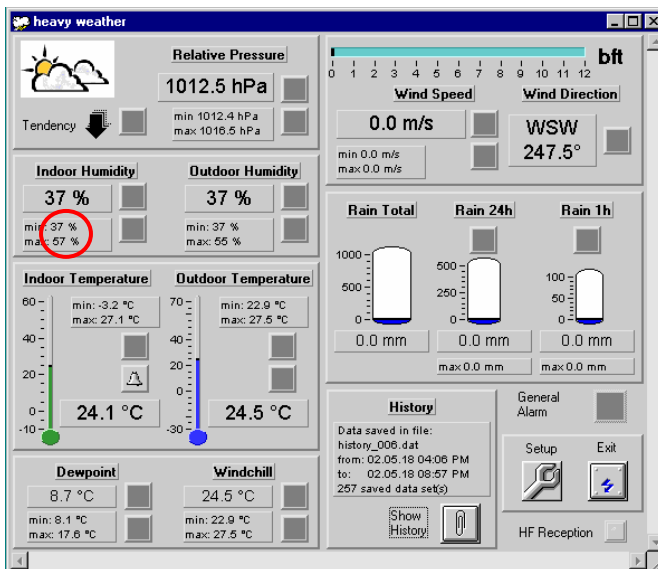 heavy weather
Relative Pressure
1012.5 hPa
Tendency
min 1012.4 hPa
max 1016.5 hPa
Indoor Humidity
37 %
min: 37 %
max: 57 %
Outdoor Humidity
37 %
min: 37 %
max: 55 %
Indoor Temperature
60
40
20
0
-10
min: -3.2 °C
max: 27.1 °C
24.1 °C
Outdoor Temperature
70
40
20
0
-30
min: 22.9 °C
max: 27.5 °C
24.5 °C
Dewpoint
8.7 °C
min: 8.1 °C
max: 17.6 °C
Windchill
24.5 °C
min: 22.9 °C
max: 27.5 °C
bft
0 1 2 3 4 5 6 7 8 9 10 11 12
Wind Speed
0.0 m/s
min 0.0 m/s
max 0.0 m/s
Wind Direction
WSW
247.5°
Rain Total
1000
500
0
0.0 mm
Rain 24h
500
250
0
0.0 mm
max 0.0 mm
Rain 1h
100
50
0
0.0 mm
max 0.0 mm
History
Data saved in file:
history_006.dat
from: 02.05.18 04:06 PM
to: 02.05.18 08:57 PM
257 saved data set(s)
Show
History
General
Alarm
Setup
Exit
HF Reception